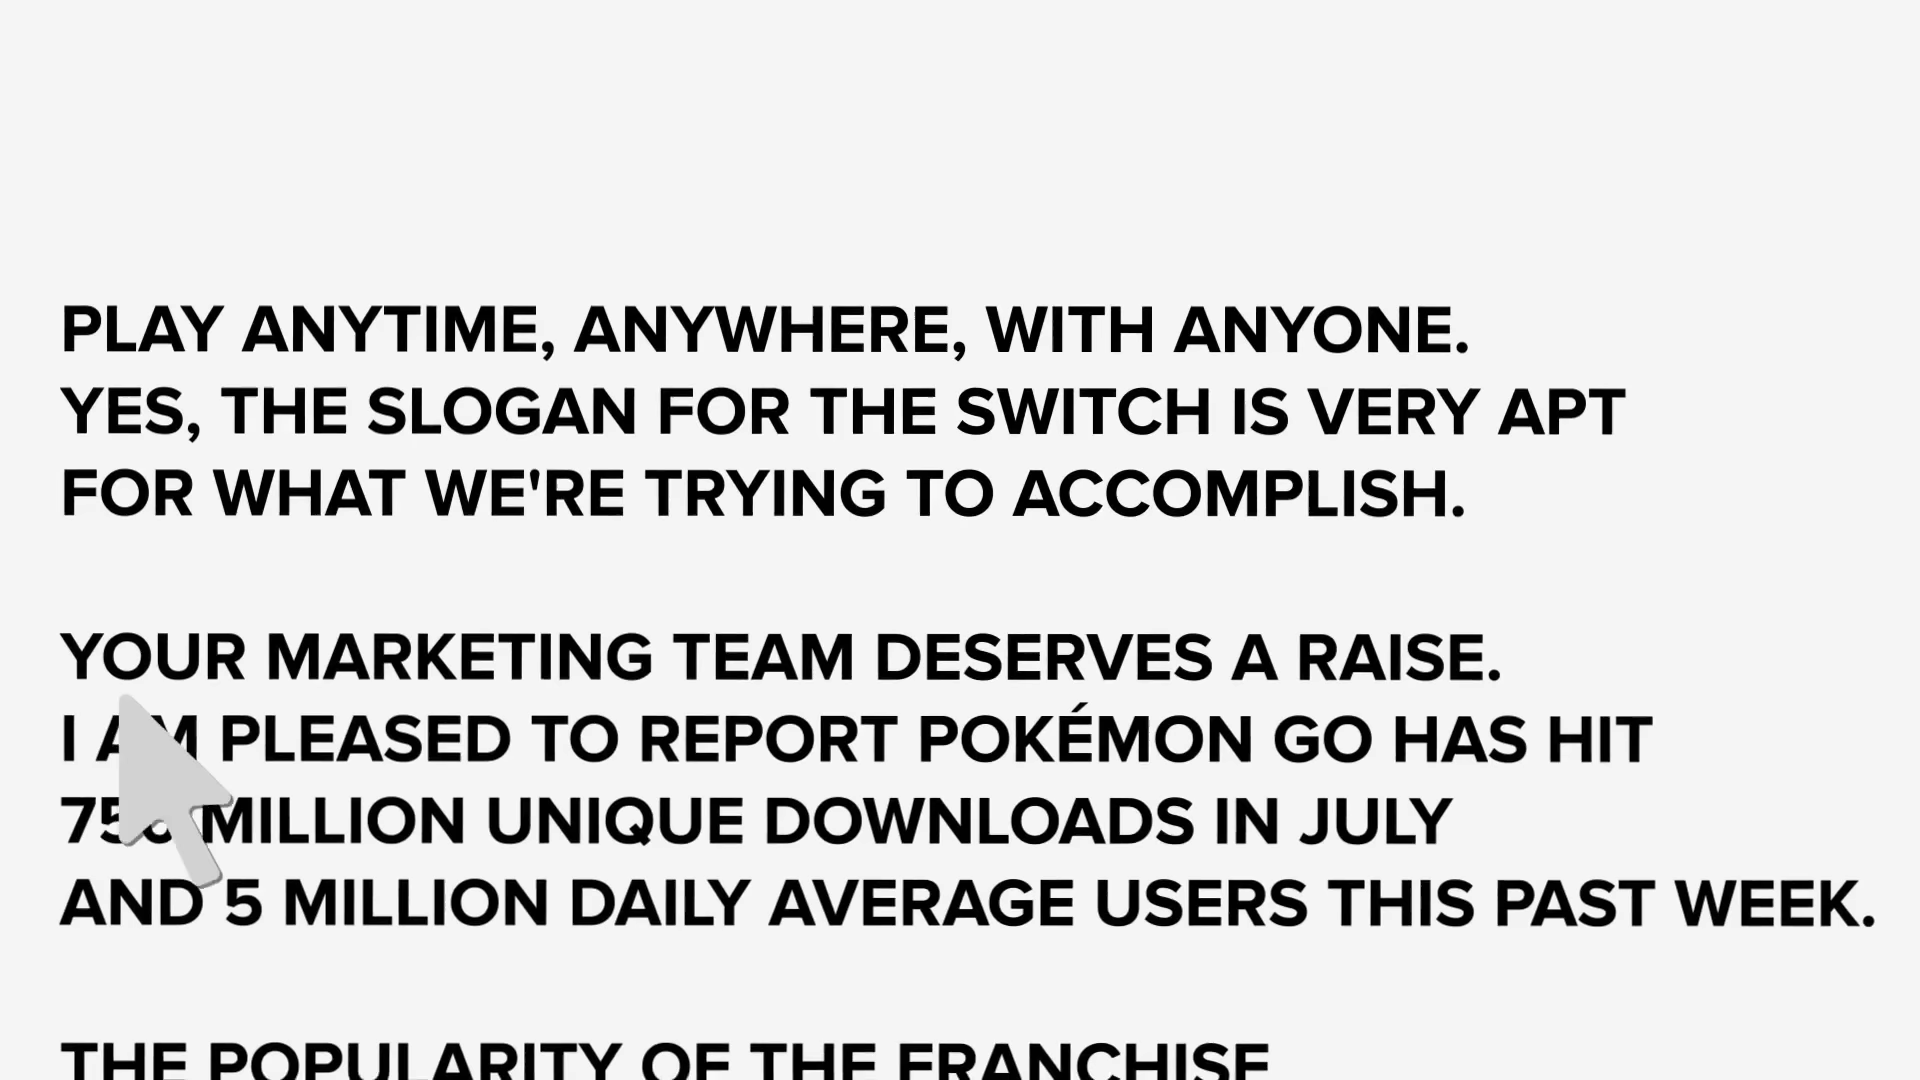 PLAY ANYTIME, ANYWHERE, WITH ANYONE.
YES, THE SLOGAN FOR THE SWITCH IS VERY APT
FOR WHAT WE'RE TRYING TO ACCOMPLISH.
YOUR MARKETING TEAM DESERVES A RAISE.
I AM PLEASED TO REPORT POKÉMON GO HAS HIT
750 MILLION UNIQUE DOWNLOADS IN JULY
AND 5 MILLION DAILY AVERAGE USERS THIS PAST WEEK.
THE POPULARITY OF THE FRANCHISE